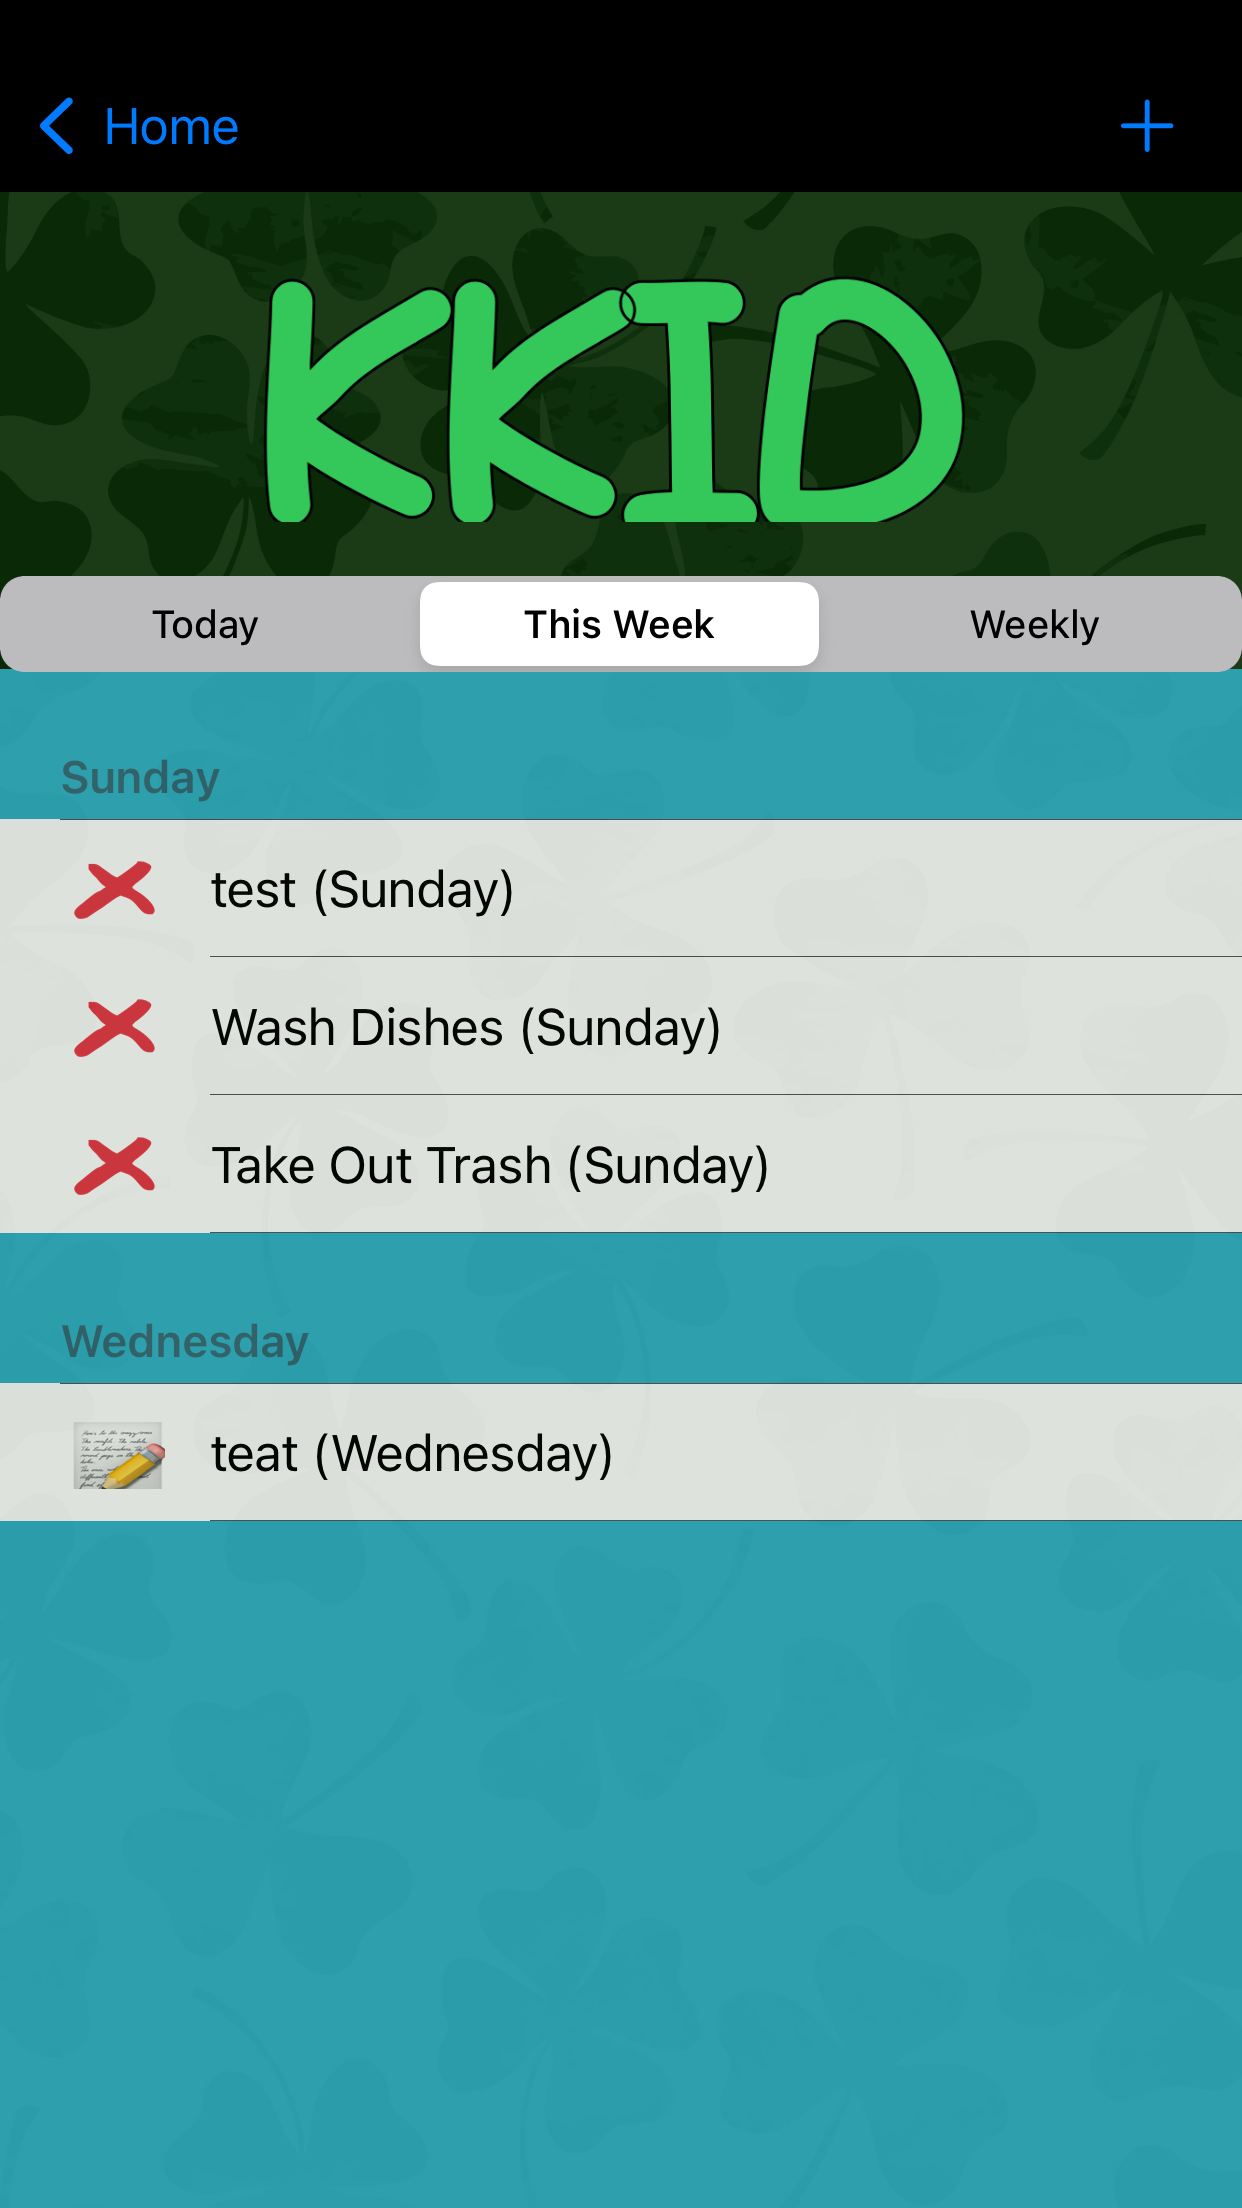 Home
KKID
Today
This Week
Weekly
Sunday
test (Sunday)
Wash Dishes (Sunday)
Take Out Trash (Sunday)
Wednesday
teat (Wednesday)